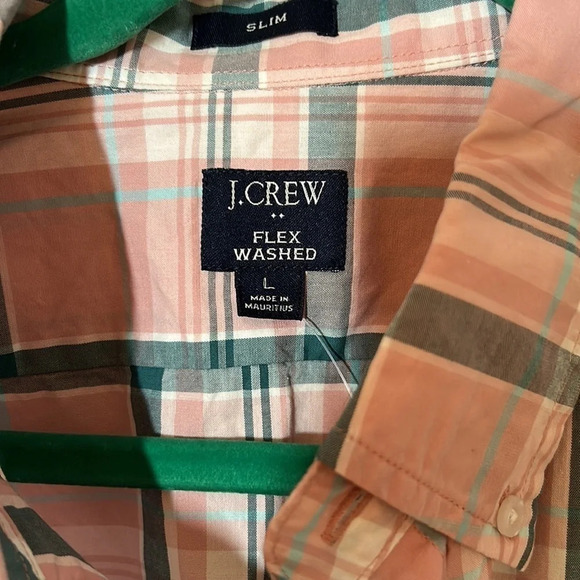 SLIM
J.CREW
FLEX
WASHED
L
MADE IN
MAURITIUS